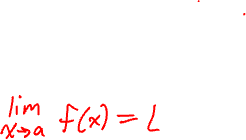 lim f(x) = L
x→a